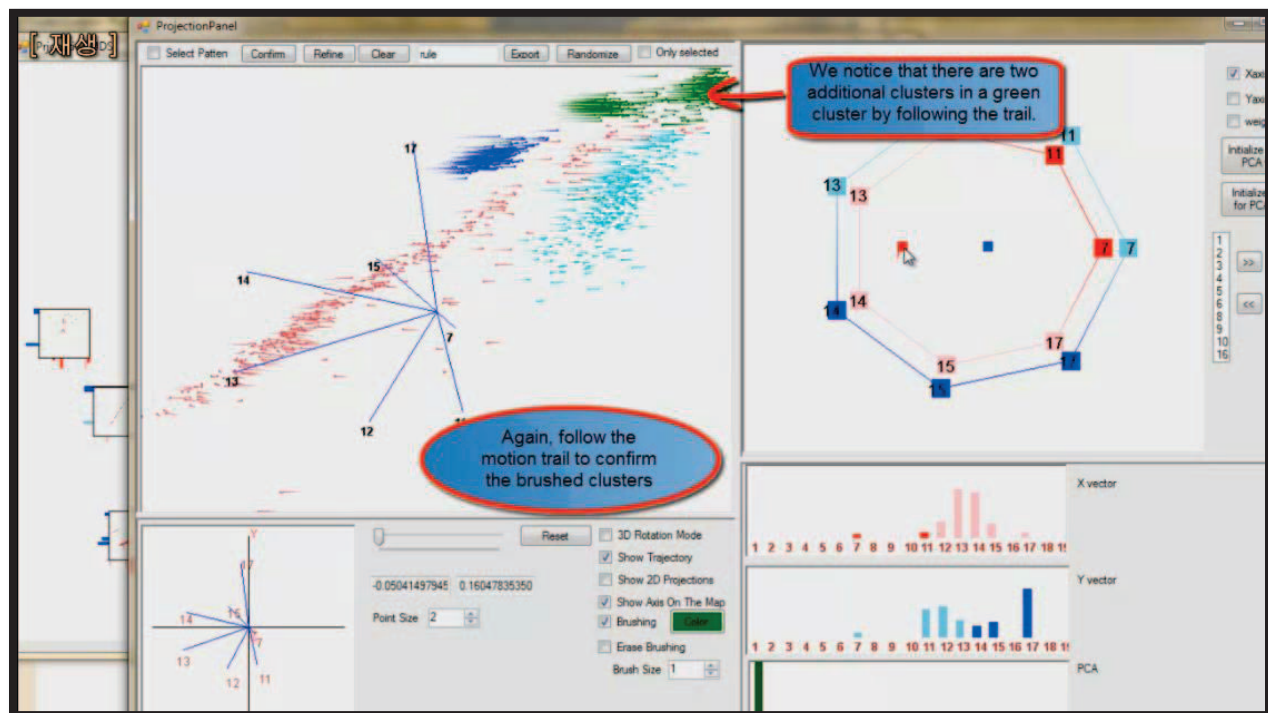 ProjectionPanel
[ 재생 ]
Select Patten Confirm Refine Clear rule Export Randomize Only selected
We notice that there are two
additional clusters in a green
cluster by following the trail.
17
15
14
7
13
12
Again, follow the
motion trail to confirm
the brushed clusters
11
11
13
13
7
7
14
14
17
17
15
15
Initialize
PCA
Initialize
for PCA
1
2
3
4
5
6
8
9
10
16
>>
<<
Y
17
15
14
7
13
12
11
Reset
-0.05041497945 0.16047835350
Point Size 2
3D Rotation Mode
Show Trajectory
Show 2D Projections
Show Axis On The Map
Brushing Color
Erase Brushing
Brush Size 1
X vector
1 2 3 4 5 6 7 8 9 10 11 12 13 14 15 16 17 18
Y vector
1 2 3 4 5 6 7 8 9 10 11 12 13 14 15 16 17 18
PCA